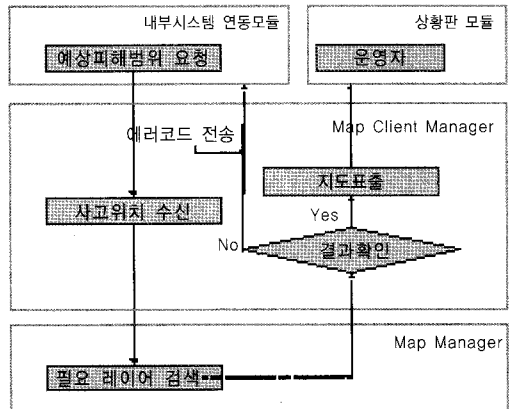 내부시스템 연동모듈
상황판 모듈
예상피해범위 요청
운영자
에러코드 전송
Map Client Manager
지도표출
사고위치 수신
Yes
No
결과확인
Map Manager
필요 레이어 검색